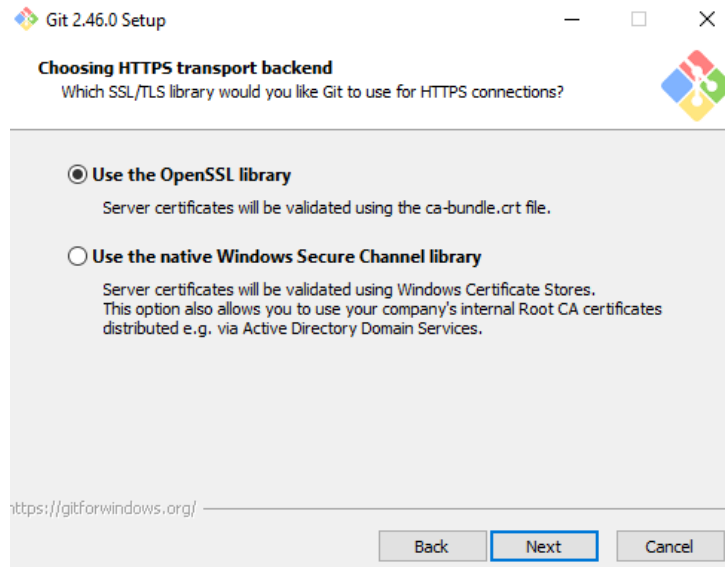 Git 2.46.0 Setup
Choosing HTTPS transport backend
Which SSL/TLS library would you like Git to use for HTTPS connections?
Use the OpenSSL library
Server certificates will be validated using the ca-bundle.crt file.
Use the native Windows Secure Channel library
Server certificates will be validated using Windows Certificate Stores.
This option also allows you to use your company's internal Root CA certificates
distributed e.g. via Active Directory Domain Services.
https://gitforwindows.org/
Back Next Cancel